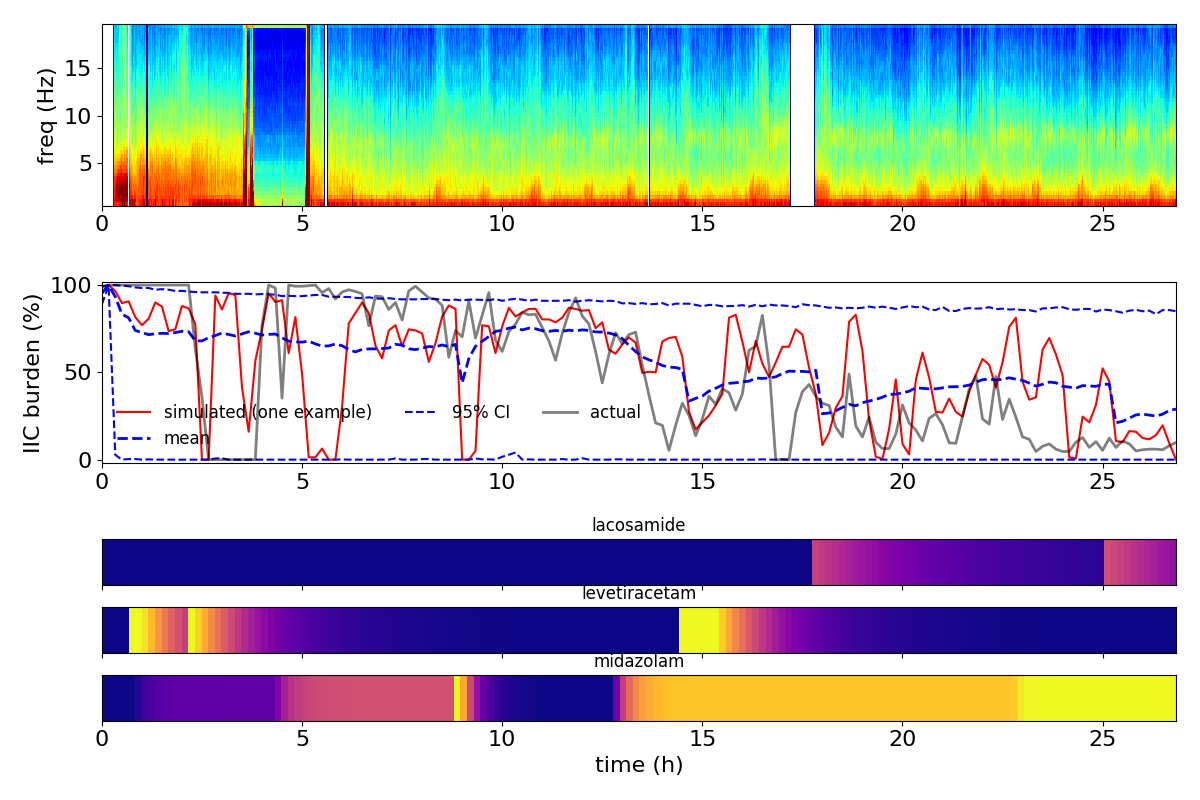 freq (Hz)
15
10
5
0 5 10 15 20 25
IIC burden (%)
100
50
0
simulated (one example) 95% CI actual
mean
0 5 10 15 20 25
lacosamide
levetiracetam
midazolam
0 5 10 15 20 25
time (h)